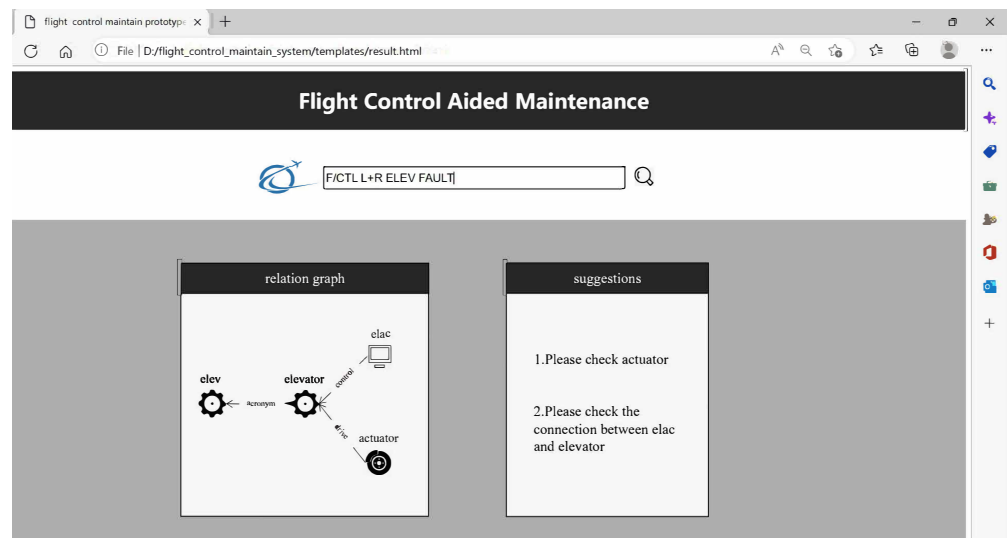 flight control maintain prototype
File | D:/flight_control_maintain_system/templates/result.html
Flight Control Aided Maintenance
F/CTL L+R ELEV FAULT
relation graph
suggestions
elac
control
elev
elevator
acronym
drive
actuator
1.Please check actuator
2.Please check the
connection between elac
and elevator